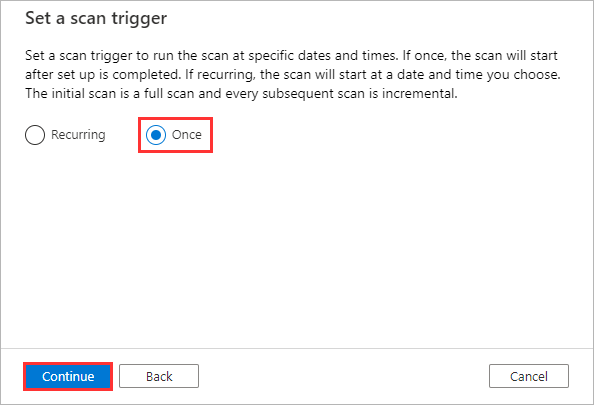 Set a scan trigger
Set a scan trigger to run the scan at specific dates and times. If once, the scan will start
after set up is completed. If recurring, the scan will start at a date and time you choose.
The initial scan is a full scan and every subsequent scan is incremental.
Recurring Once
Continue Back Cancel